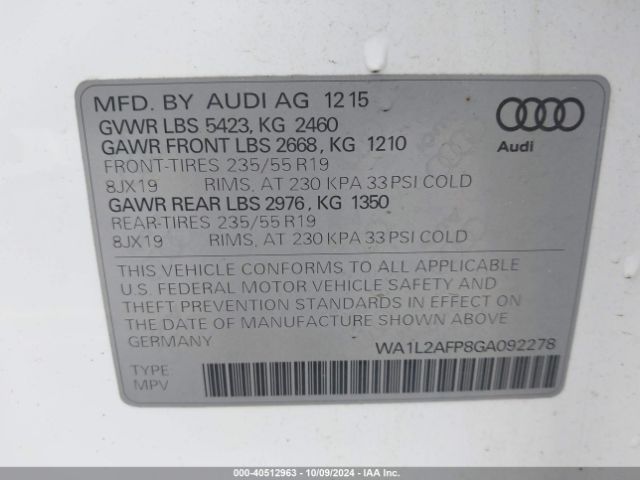 MFD. BY AUDI AG 12 15
GVWR LBS 5423, KG 2460
GAWR FRONT LBS 2668, KG 1210
FRONT-TIRES 235/55 R19
8JX19 RIMS, AT 230 KPA 33 PSI COLD
GAWR REAR LBS 2976, KG 1350
REAR-TIRES 235/55 R19
8JX19 RIMS, AT 230 KPA 33 PSI COLD
Audi
THIS VEHICLE CONFORMS TO ALL APPLICABLE
U.S. FEDERAL MOTOR VEHICLE SAFETY AND
THEFT PREVENTION STANDARDS IN EFFECT
ON THE DATE OF MANUFACTURE SHOWN ABOVE
GERMANY
WA1L2AFP8GA092278
TYPE
MPV
000-40512963 - 10/09/2024 - IAA Inc.